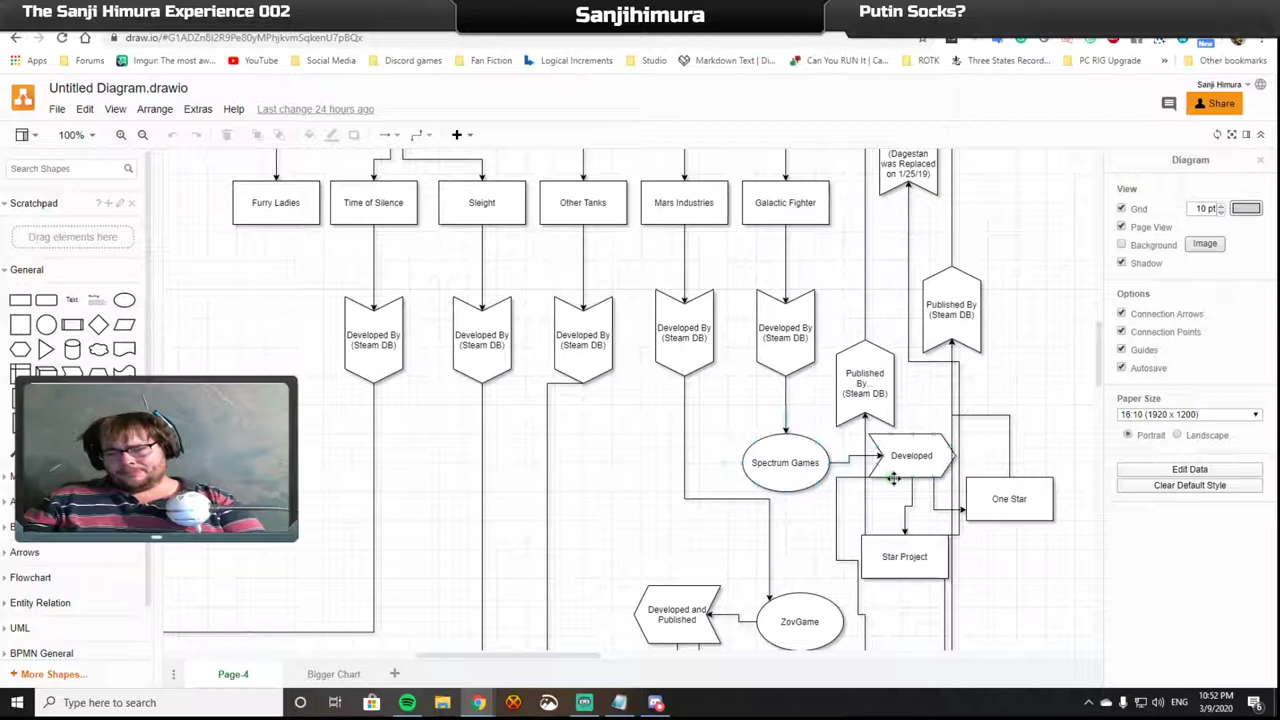 The Sanji Himura Experience 002
Sanjihimura
Putin Socks?
draw.io/#G1ADZn8I2R9Pe80yMPhjkvmSqkenU7pBQx
Apps
Forums
Imgur: The most aw...
YouTube
Social Media
Discord games
Fan Fiction
Logical Increments
Studio
Markdown Text | Di...
Can You RUN It | Ca...
ROTK
Three States Record...
PC RIG Upgrade
New
»
Other bookmarks
Untitled Diagram.drawio
Sanji Himura
File
Edit
View
Arrange
Extras
Help
Last change 24 hours ago
Share
100%
Search Shapes
Scratchpad
Drag elements here
General
Text
Arrows
Flowchart
Entity Relation
UML
BPMN General
+ More Shapes...
(Dagestan
was Replaced
on 1/25/19)
Furry Ladies
Time of Silence
Sleight
Other Tanks
Mars Industries
Galactic Fighter
Published By
(Steam DB)
Developed By
(Steam DB)
Developed By
(Steam DB)
Developed By
(Steam DB)
Developed By
(Steam DB)
Developed By
(Steam DB)
Published
By...
(Steam DB)
Spectrum Games
Developed
One Star
Star Project
Developed and
Published
ZovGame
Diagram
View
Grid
10 pt
Page View
Background
Image
Shadow
Options
Connection Arrows
Connection Points
Guides
Autosave
Paper Size
16:10 (1920 x 1200)
Portrait
Landscape
Edit Data
Clear Default Style
Page-4
Bigger Chart
Type here to search
ENG
10:52 PM
3/9/2020